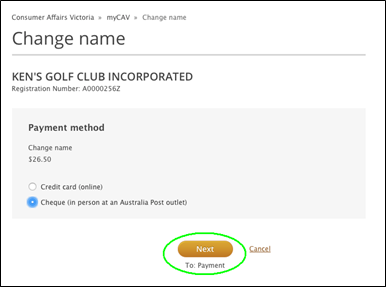 Consumer Affairs Victoria » myCAV » Change name
Change name
KEN'S GOLF CLUB INCORPORATED
Registration Number: A0000256Z
Payment method
Change name
$26.50
Credit card (online)
Cheque (in person at an Australia Post outlet)
Next Cancel
To: Payment